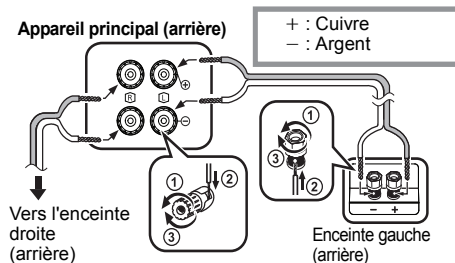 Appareil principal (arrière)
+ : Cuivre
− : Argent
R L
+
−
①
②
③
①
②
③
− +
Vers l'enceinte
droite
(arrière)
Enceinte gauche
(arrière)